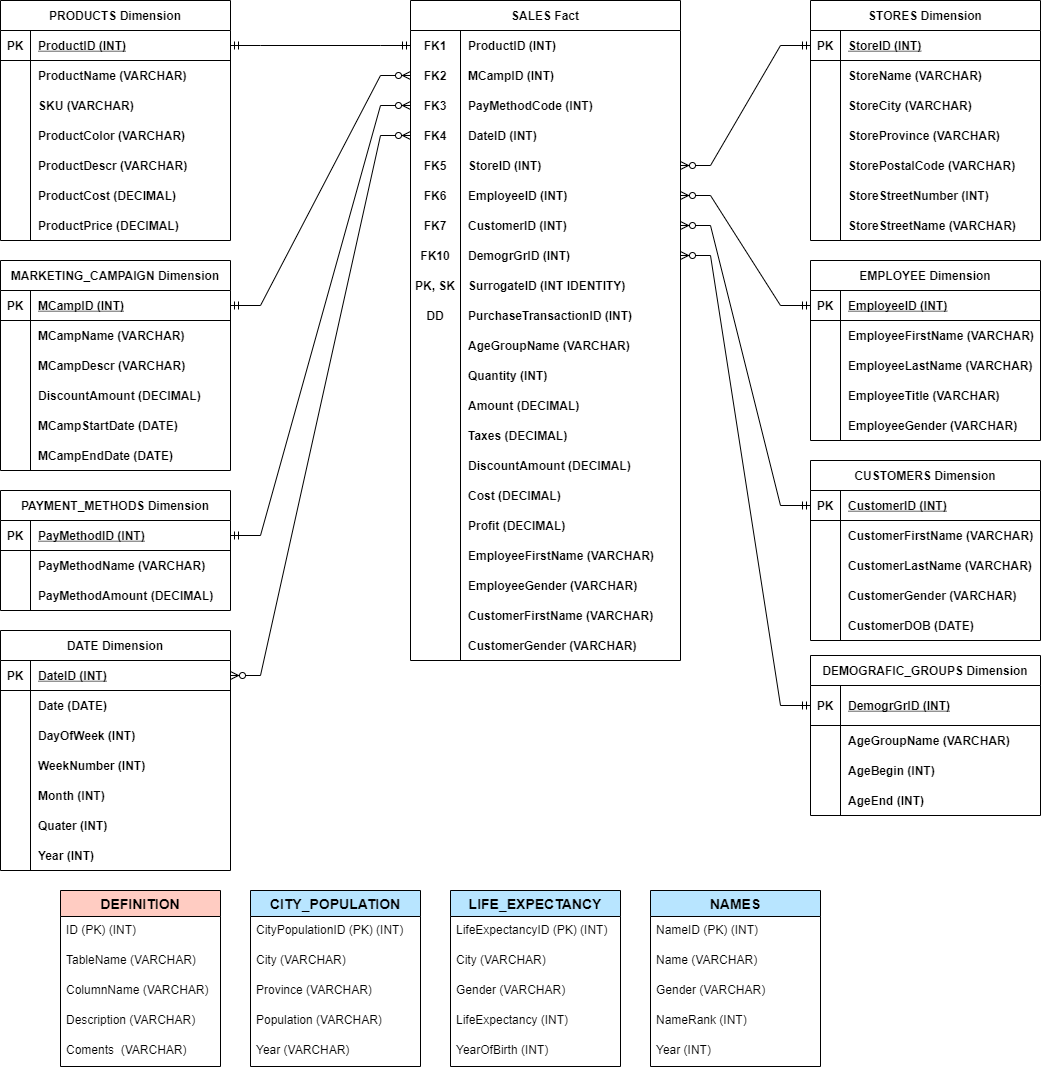 PRODUCTS Dimension
PK ProductID (INT)
ProductName (VARCHAR)
SKU (VARCHAR)
ProductColor (VARCHAR)
ProductDescr (VARCHAR)
ProductCost (DECIMAL)
ProductPrice (DECIMAL)
MARKETING_CAMPAIGN Dimension
PK MCampID (INT)
MCampName (VARCHAR)
MCampDescr (VARCHAR)
DiscountAmount (DECIMAL)
MCampStartDate (DATE)
MCampEndDate (DATE)
PAYMENT_METHODS Dimension
PK PayMethodID (INT)
PayMethodName (VARCHAR)
PayMethodAmount (DECIMAL)
DATE Dimension
PK DateID (INT)
Date (DATE)
DayOfWeek (INT)
WeekNumber (INT)
Month (INT)
Quater (INT)
Year (INT)
SALES Fact
FK1 ProductID (INT)
FK2 MCampID (INT)
FK3 PayMethodCode (INT)
FK4 DateID (INT)
FK5 StoreID (INT)
FK6 EmployeeID (INT)
FK7 CustomerID (INT)
FK10 DemogrGrID (INT)
PK, SK SurrogateID (INT IDENTITY)
DD PurchaseTransactionID (INT)
AgeGroupName (VARCHAR)
Quantity (INT)
Amount (DECIMAL)
Taxes (DECIMAL)
DiscountAmount (DECIMAL)
Cost (DECIMAL)
Profit (DECIMAL)
EmployeeFirstName (VARCHAR)
EmployeeGender (VARCHAR)
CustomerFirstName (VARCHAR)
CustomerGender (VARCHAR)
STORES Dimension
PK StoreID (INT)
StoreName (VARCHAR)
StoreCity (VARCHAR)
StoreProvince (VARCHAR)
StorePostalCode (VARCHAR)
StoreStreetNumber (INT)
StoreStreetName (VARCHAR)
EMPLOYEE Dimension
PK EmployeeID (INT)
EmployeeFirstName (VARCHAR)
EmployeeLastName (VARCHAR)
EmployeeTitle (VARCHAR)
EmployeeGender (VARCHAR)
CUSTOMERS Dimension
PK CustomerID (INT)
CustomerFirstName (VARCHAR)
CustomerLastName (VARCHAR)
CustomerGender (VARCHAR)
CustomerDOB (DATE)
DEMOGRAFIC_GROUPS Dimension
PK DemogrGrID (INT)
AgeGroupName (VARCHAR)
AgeBegin (INT)
AgeEnd (INT)
DEFINITION
ID (PK) (INT)
TableName (VARCHAR)
ColumnName (VARCHAR)
Description (VARCHAR)
Coments (VARCHAR)
CITY_POPULATION
CityPopulationID (PK) (INT)
City (VARCHAR)
Province (VARCHAR)
Population (VARCHAR)
Year (VARCHAR)
LIFE_EXPECTANCY
LifeExpectancyID (PK) (INT)
City (VARCHAR)
Gender (VARCHAR)
LifeExpectancy (INT)
YearOfBirth (INT)
NAMES
NameID (PK) (INT)
Name (VARCHAR)
Gender (VARCHAR)
NameRank (INT)
Year (INT)